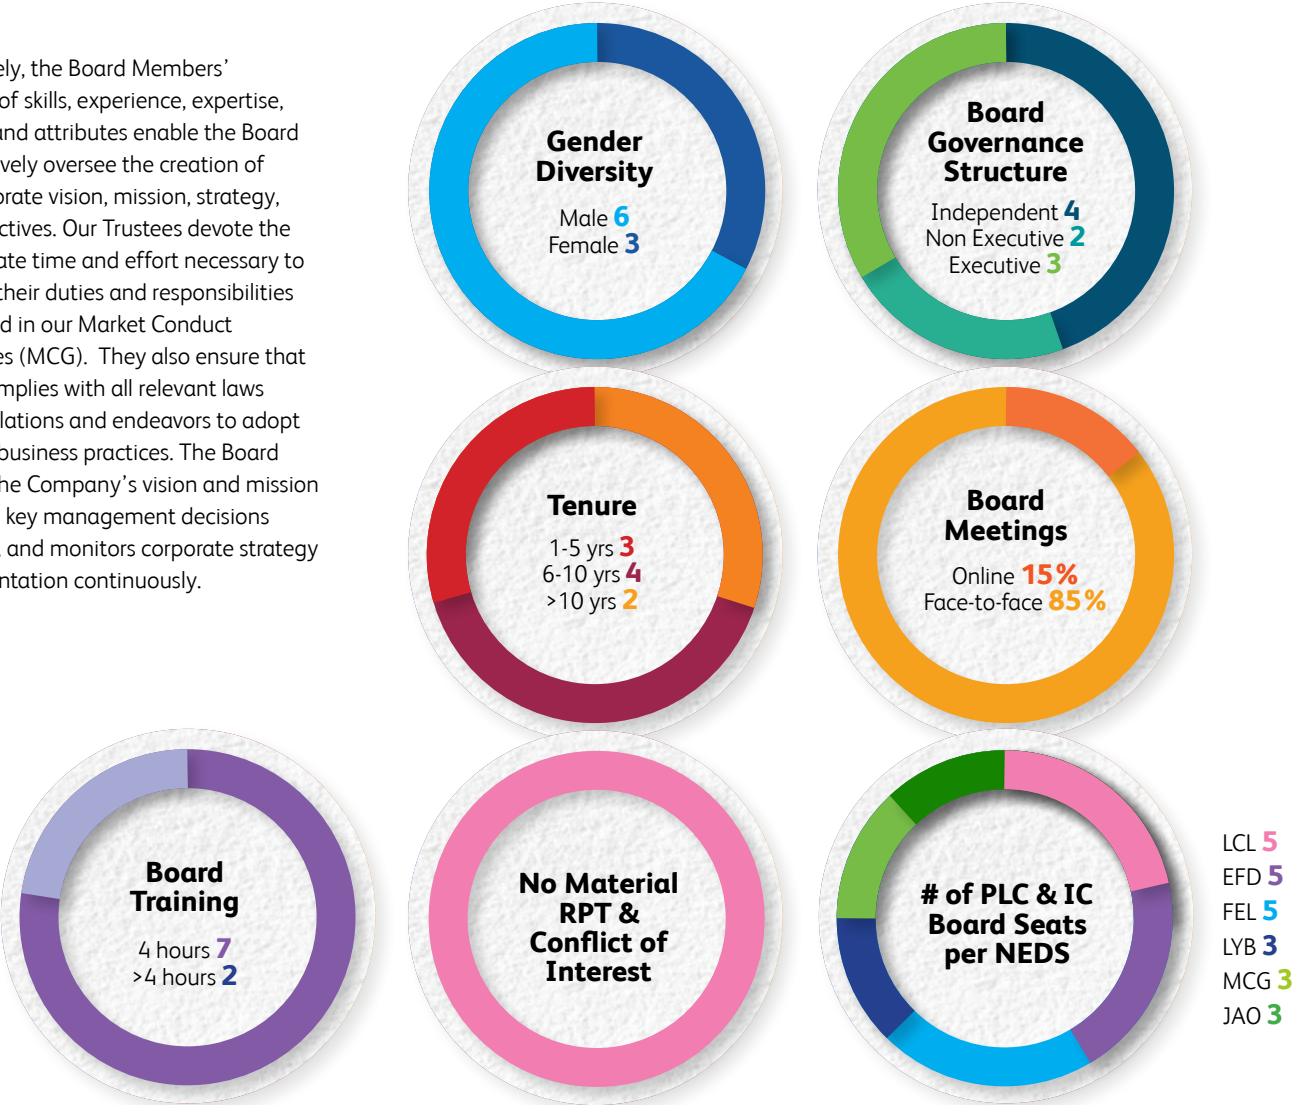 ely, the Board Members’
of skills, experience, expertise,
and attributes enable the Board
vely oversee the creation of
orate vision, mission, strategy,
ctives. Our Trustees devote the
ate time and effort necessary to
their duties and responsibilities
d in our Market Conduct
es (MCG). They also ensure that
mplies with all relevant laws
lations and endeavors to adopt
business practices. The Board
he Company’s vision and mission
key management decisions
, and monitors corporate strategy
entation continuously.
Gender
Diversity
Male 6
Female 3
Board
Governance
Structure
Independent 4
Non Executive 2
Executive 3
Tenure
1-5 yrs 3
6-10 yrs 4
>10 yrs 2
Board
Meetings
Online 15%
Face-to-face 85%
Board
Training
4 hours 7
>4 hours 2
No Material
RPT &
Conflict of
Interest
# of PLC & IC
Board Seats
per NEDS
LCL 5
EFD 5
FEL 5
LYB 3
MCG 3
JAO 3